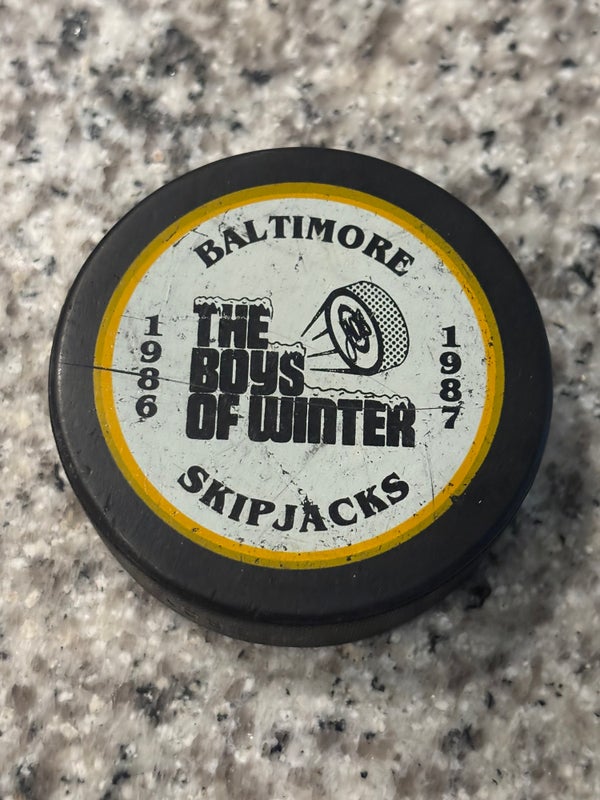 BALTIMORE
1986
THE
BOYS
OF WINTER
1987
SKIPJACKS